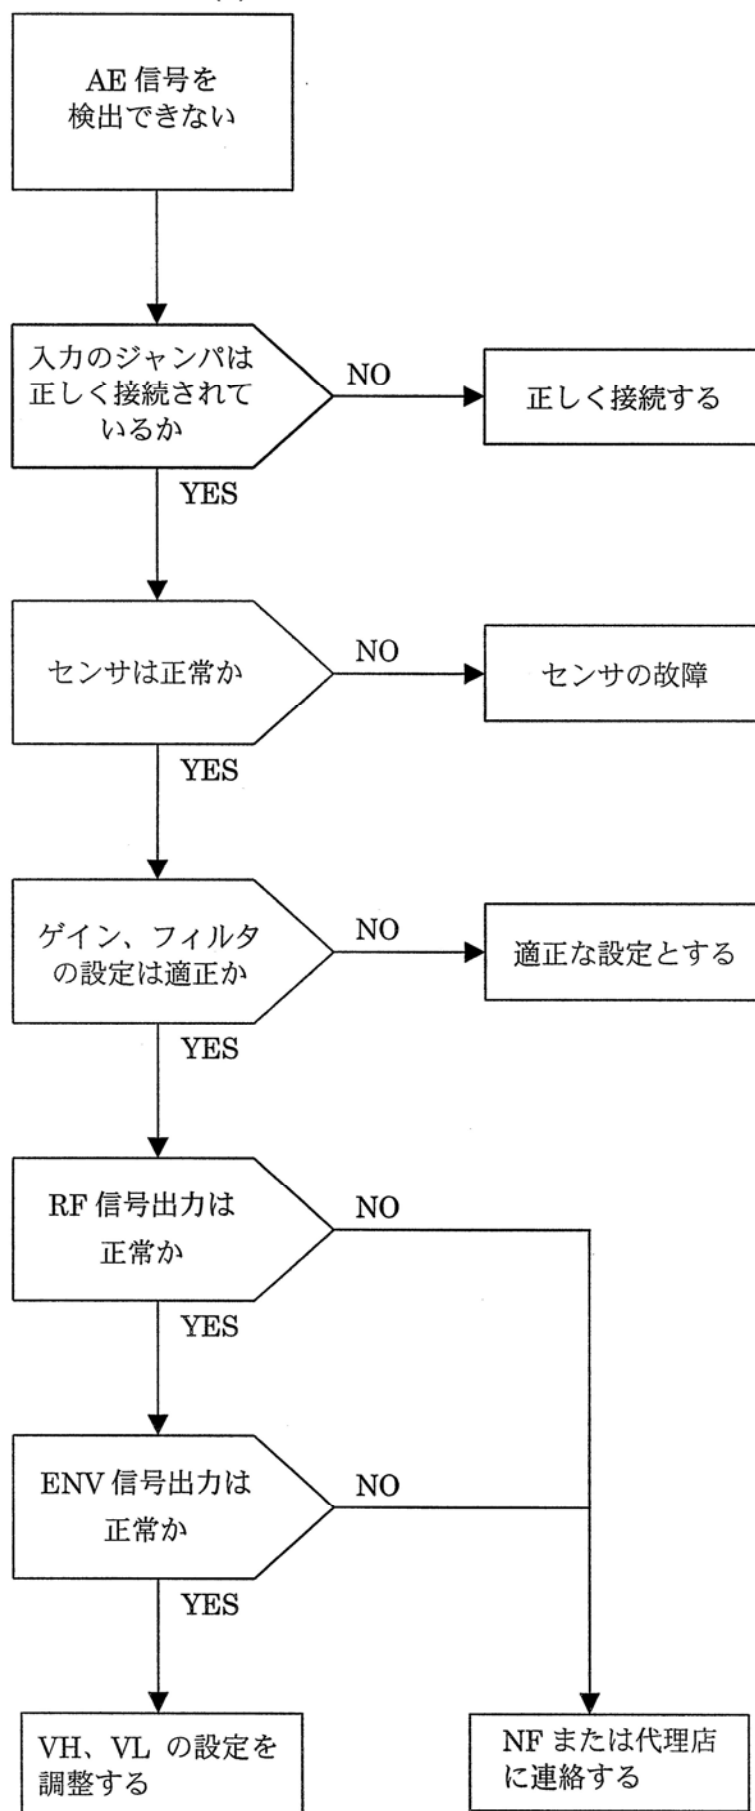 AE 信号を
検出できない
入力のジャンパは
正しく接続されて
いるか
NO
正しく接続する
YES
センサは正常か
NO
センサの故障
YES
ゲイン、フィルタ
の設定は適正か
NO
適正な設定とする
YES
RF 信号出力は
正常か
NO
YES
ENV 信号出力は
正常か
NO
YES
VH、VL の設定を
調整する
NF または代理店
に連絡する